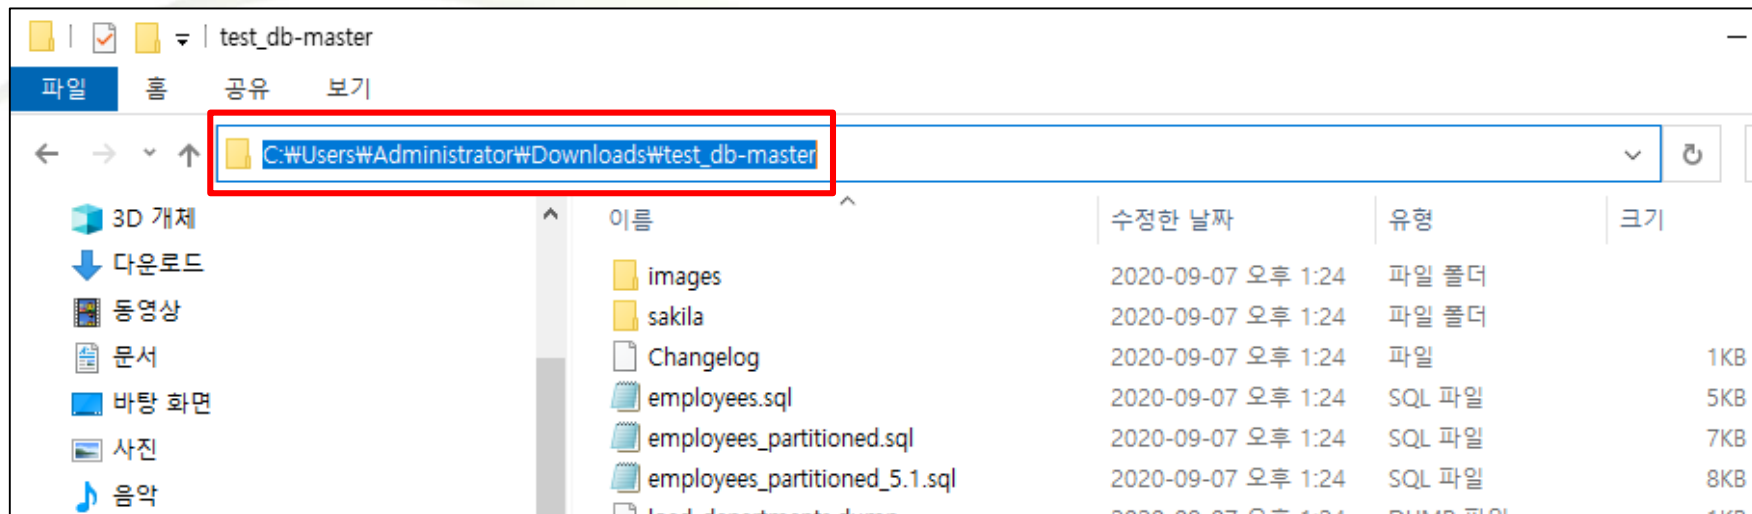 test_db-master
파일 홈 공유 보기
C:₩Users₩Administrator₩Downloads₩test_db-master
3D 개체
다운로드
동영상
문서
바탕 화면
사진
음악
이름 수정한 날짜 유형 크기
images 2020-09-07 오후 1:24 파일 폴더
sakila 2020-09-07 오후 1:24 파일 폴더
Changelog 2020-09-07 오후 1:24 파일 1KB
employees.sql 2020-09-07 오후 1:24 SQL 파일 5KB
employees_partitioned.sql 2020-09-07 오후 1:24 SQL 파일 7KB
employees_partitioned_5.1.sql 2020-09-07 오후 1:24 SQL 파일 8KB